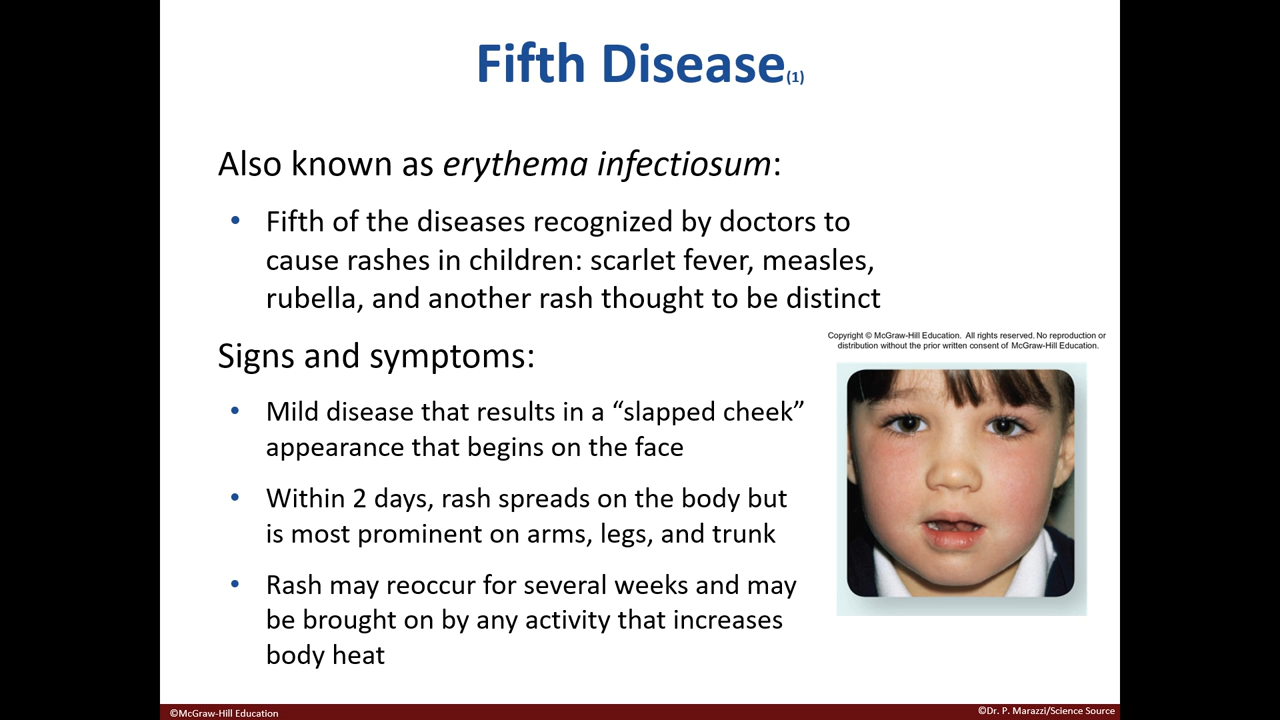 Fifth Disease(1)
Also known as erythema infectiosum:
• Fifth of the diseases recognized by doctors to
cause rashes in children: scarlet fever, measles,
rubella, and another rash thought to be distinct
Signs and symptoms:
• Mild disease that results in a “slapped cheek”
appearance that begins on the face
• Within 2 days, rash spreads on the body but
is most prominent on arms, legs, and trunk
• Rash may reoccur for several weeks and may
be brought on by any activity that increases
body heat
Copyright © McGraw-Hill Education. All rights reserved. No reproduction or
distribution without the prior written consent of McGraw-Hill Education.
©McGraw-Hill Education
©Dr. P. Marazzi/Science Source